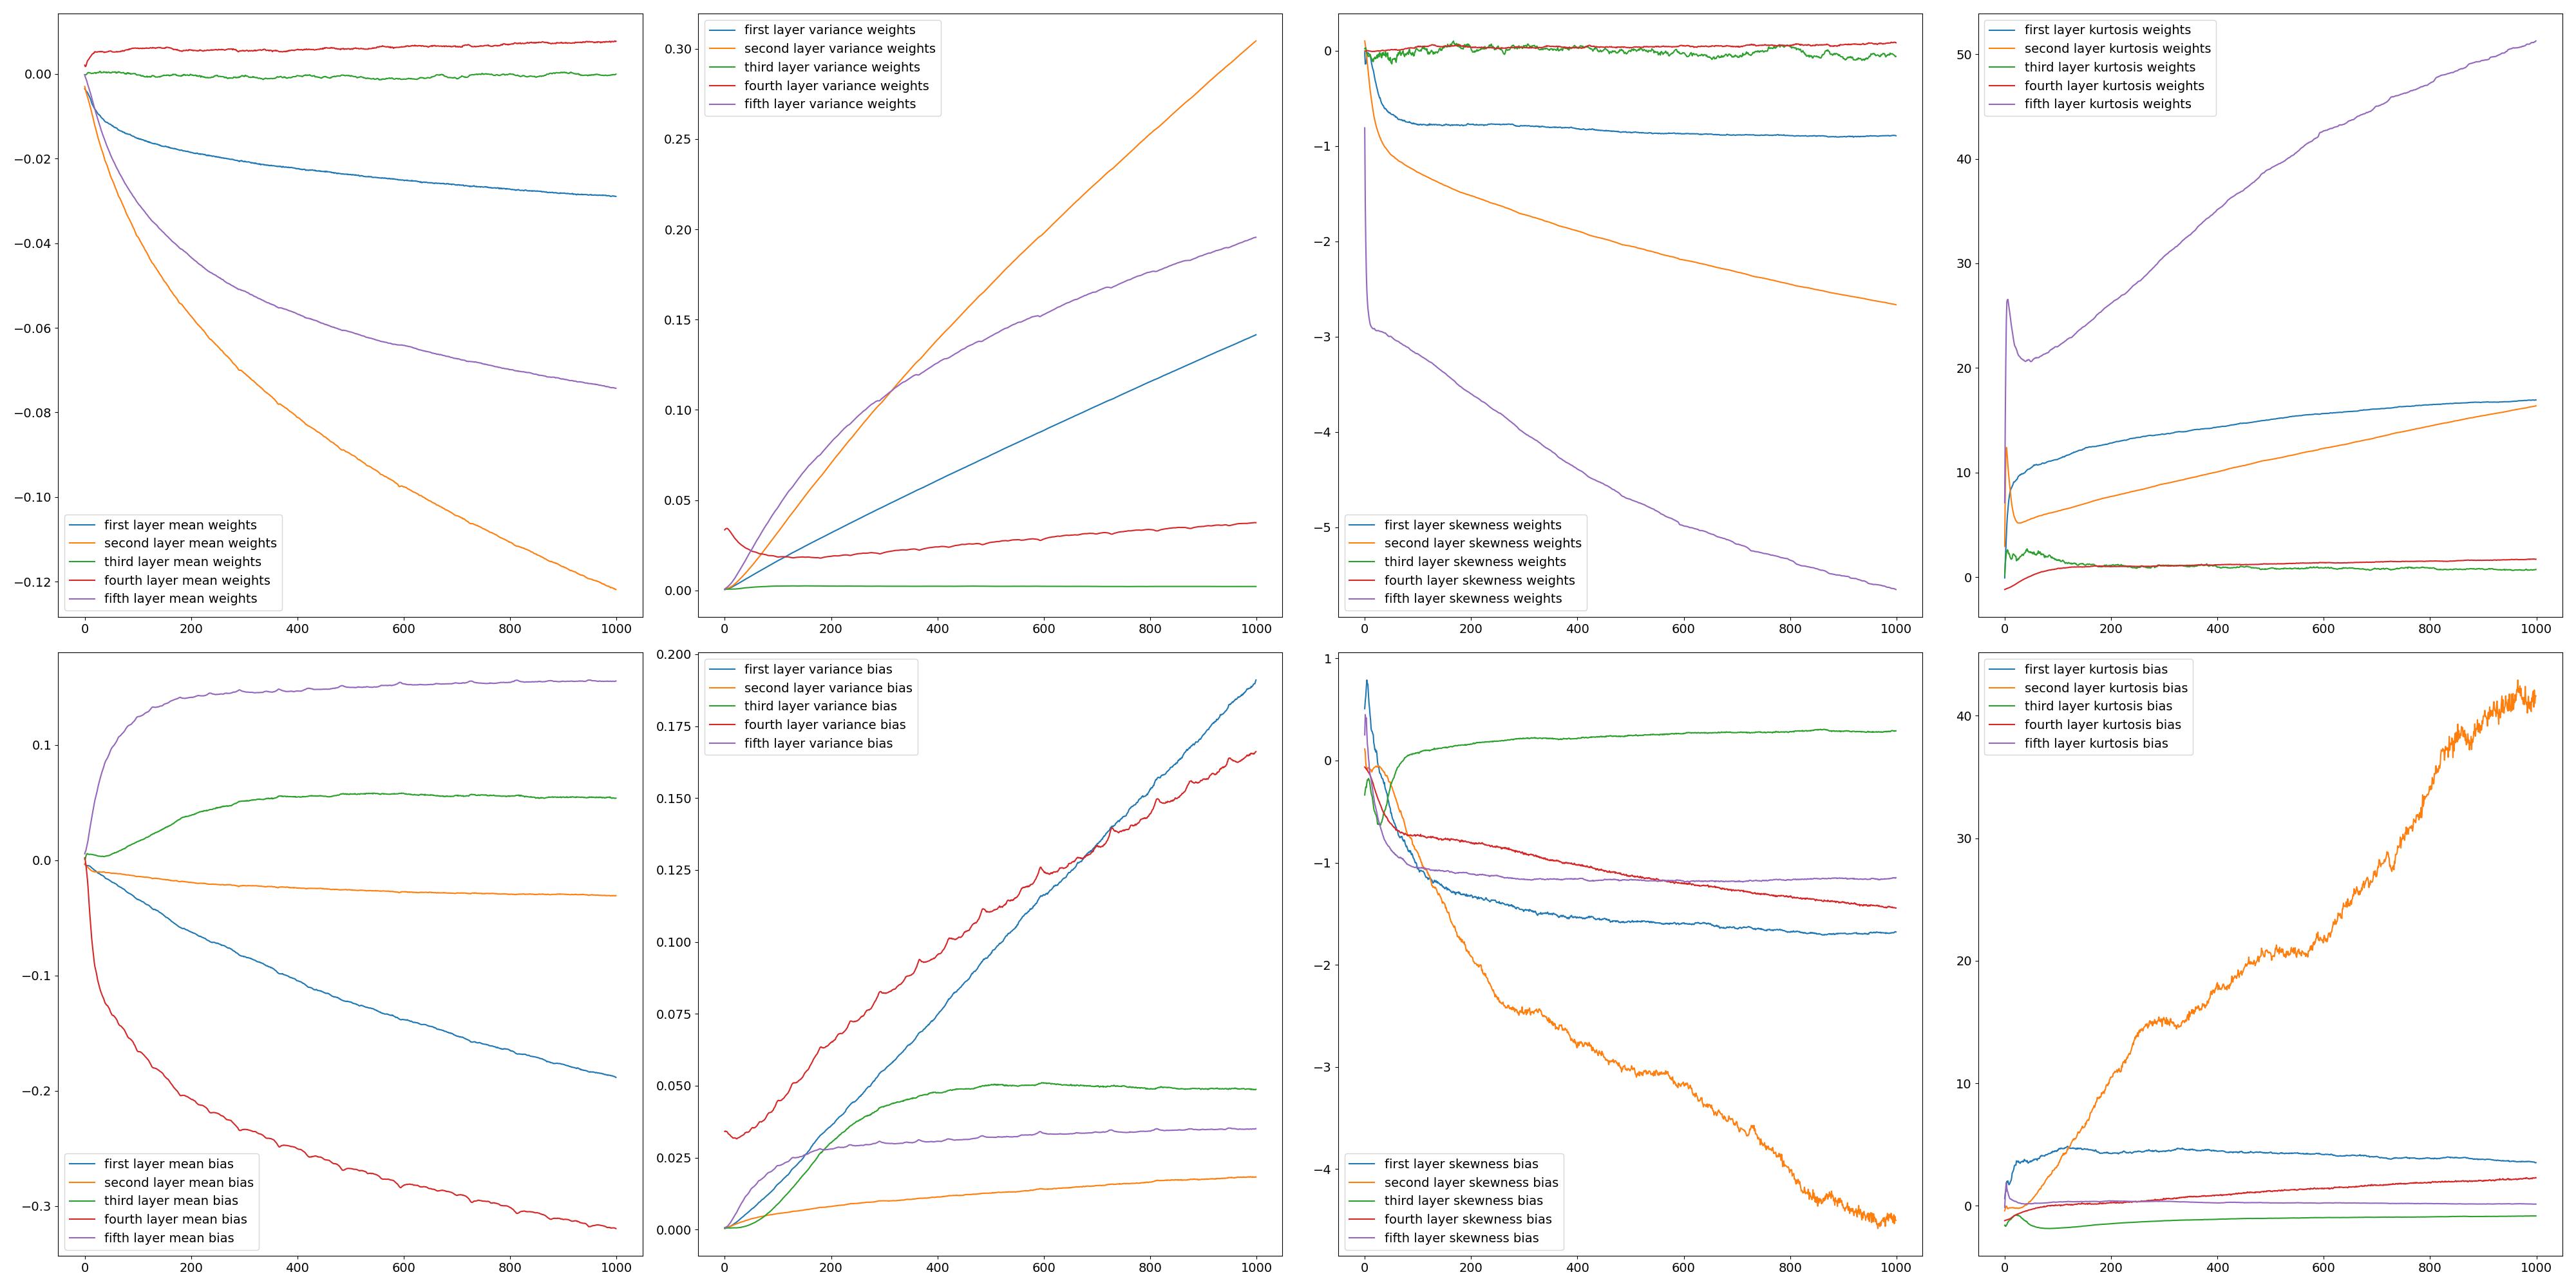 0.00
−0.02
−0.04
−0.06
−0.08
−0.10
−0.12
first layer mean weights
second layer mean weights
third layer mean weights
fourth layer mean weights
fifth layer mean weights
0 200 400 600 800 1000
first layer variance weights
second layer variance weights
third layer variance weights
fourth layer variance weights
fifth layer variance weights
0.30
0.25
0.20
0.15
0.10
0.05
0.00
0 200 400 600 800 1000
0
−1
−2
−3
−4
−5
first layer skewness weights
second layer skewness weights
third layer skewness weights
fourth layer skewness weights
fifth layer skewness weights
0 200 400 600 800 1000
first layer kurtosis weights
second layer kurtosis weights
third layer kurtosis weights
fourth layer kurtosis weights
fifth layer kurtosis weights
50
40
30
20
10
0
0 200 400 600 800 1000
0.1
0.0
−0.1
−0.2
−0.3
first layer mean bias
second layer mean bias
third layer mean bias
fourth layer mean bias
fifth layer mean bias
0 200 400 600 800 1000
first layer variance bias
second layer variance bias
third layer variance bias
fourth layer variance bias
fifth layer variance bias
0.200
0.175
0.150
0.125
0.100
0.075
0.050
0.025
0.000
0 200 400 600 800 1000
1
0
−1
−2
−3
−4
first layer skewness bias
second layer skewness bias
third layer skewness bias
fourth layer skewness bias
fifth layer skewness bias
0 200 400 600 800 1000
first layer kurtosis bias
second layer kurtosis bias
third layer kurtosis bias
fourth layer kurtosis bias
fifth layer kurtosis bias
40
30
20
10
0
0 200 400 600 800 1000